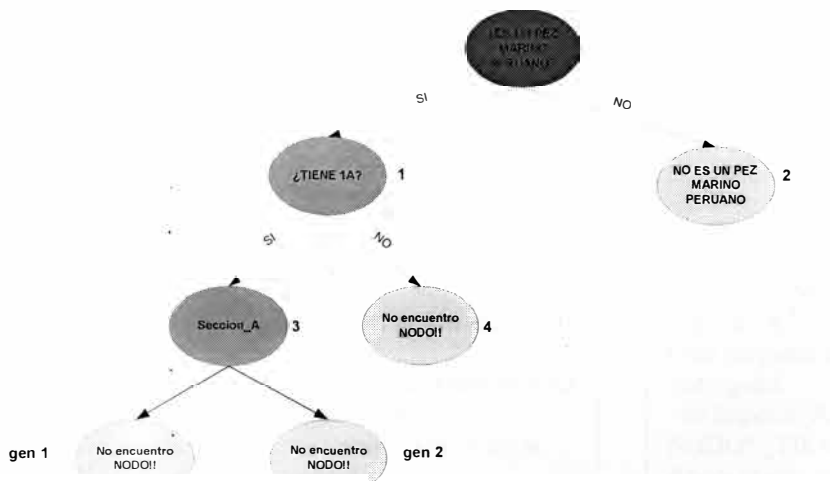 ¿ES UN PEZ
MARINO
PERUANO?
SI
NO
¿TIENE 1A?
1
NO ES UN PEZ
MARINO
PERUANO
2
SI
NO
Seccion_A
3
No encuentro
NODO!!
4
gen 1
No encuentro
NODO!!
No encuentro
NODO!!
gen 2